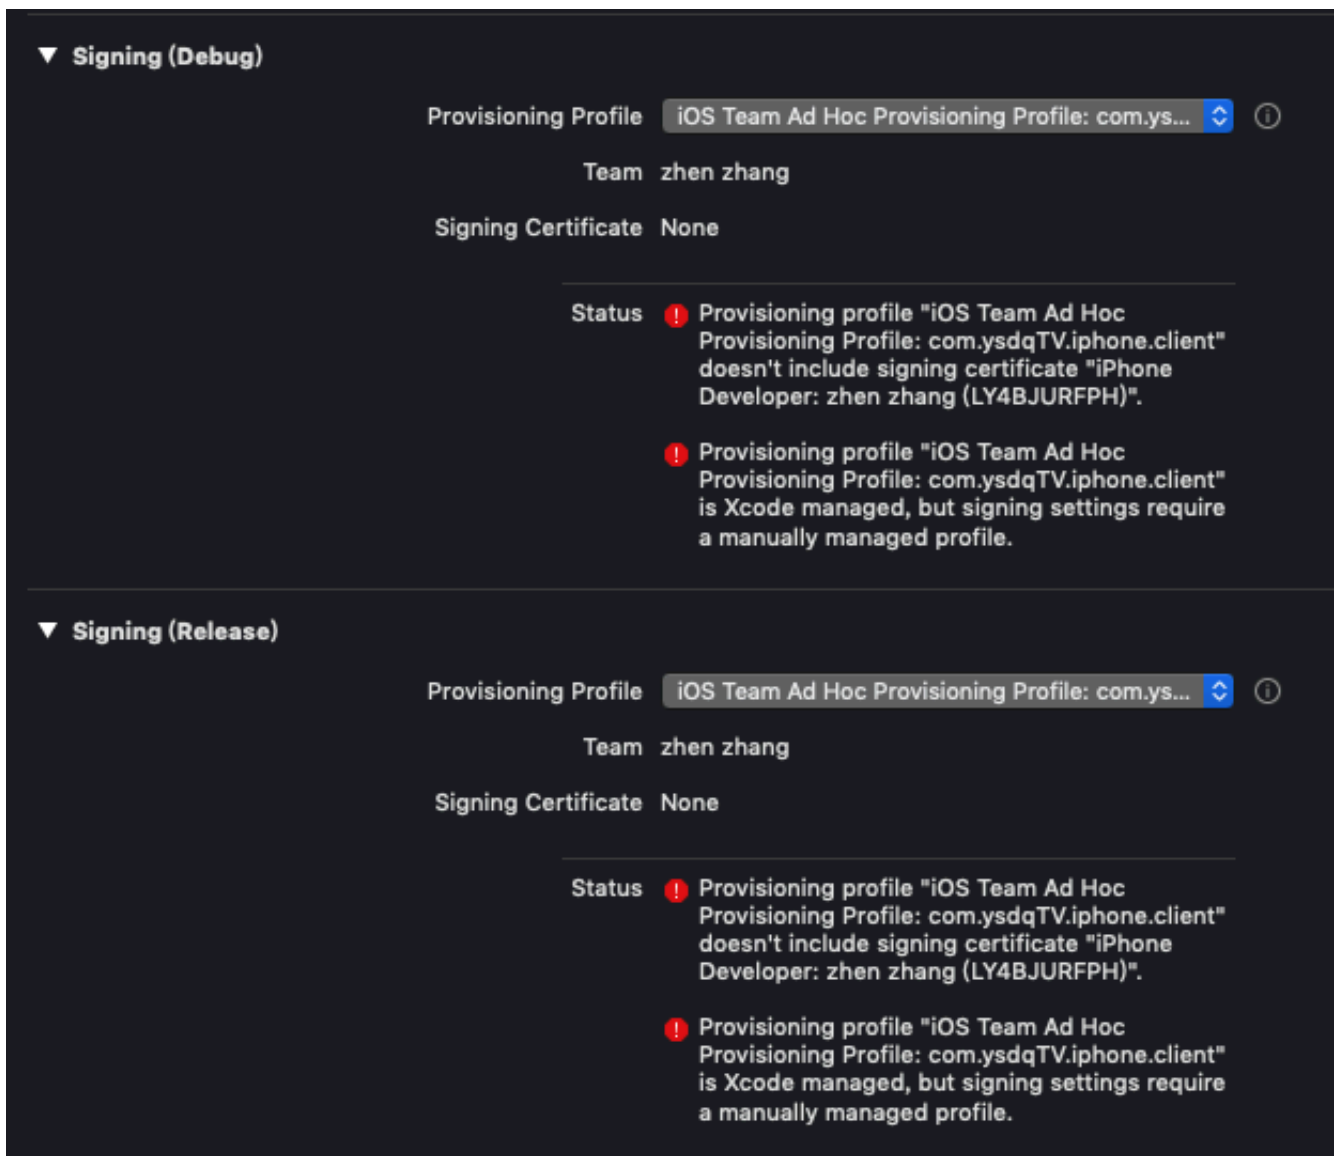 Signing (Debug)
Provisioning Profile iOS Team Ad Hoc Provisioning Profile: com.ys...
Team zhen zhang
Signing Certificate None
Status Provisioning profile "iOS Team Ad Hoc
Provisioning Profile: com.ysdqTV.iphone.client"
doesn't include signing certificate "iPhone
Developer: zhen zhang (LY4BJURFPH)".
Provisioning profile "iOS Team Ad Hoc
Provisioning Profile: com.ysdqTV.iphone.client"
is Xcode managed, but signing settings require
a manually managed profile.
Signing (Release)
Provisioning Profile iOS Team Ad Hoc Provisioning Profile: com.ys...
Team zhen zhang
Signing Certificate None
Status Provisioning profile "iOS Team Ad Hoc
Provisioning Profile: com.ysdqTV.iphone.client"
doesn't include signing certificate "iPhone
Developer: zhen zhang (LY4BJURFPH)".
Provisioning profile "iOS Team Ad Hoc
Provisioning Profile: com.ysdqTV.iphone.client"
is Xcode managed, but signing settings require
a manually managed profile.